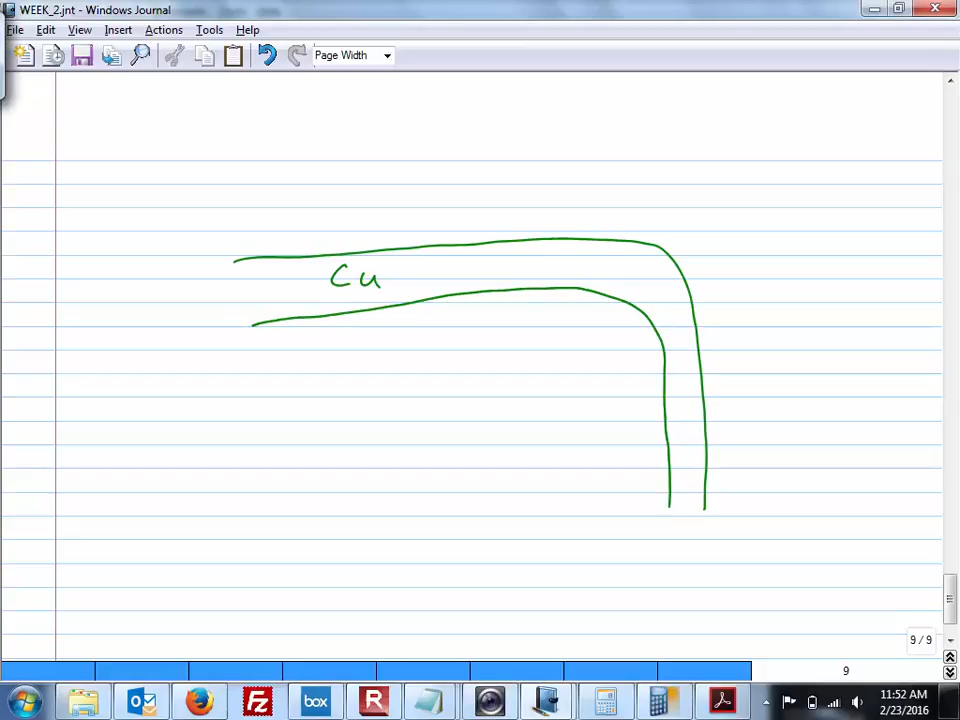 WEEK_2.jnt - Windows Journal
File Edit View Insert Actions Tools Help
Page Width
Cu
9 / 9
9
box
R
11:52 AM
2/23/2016